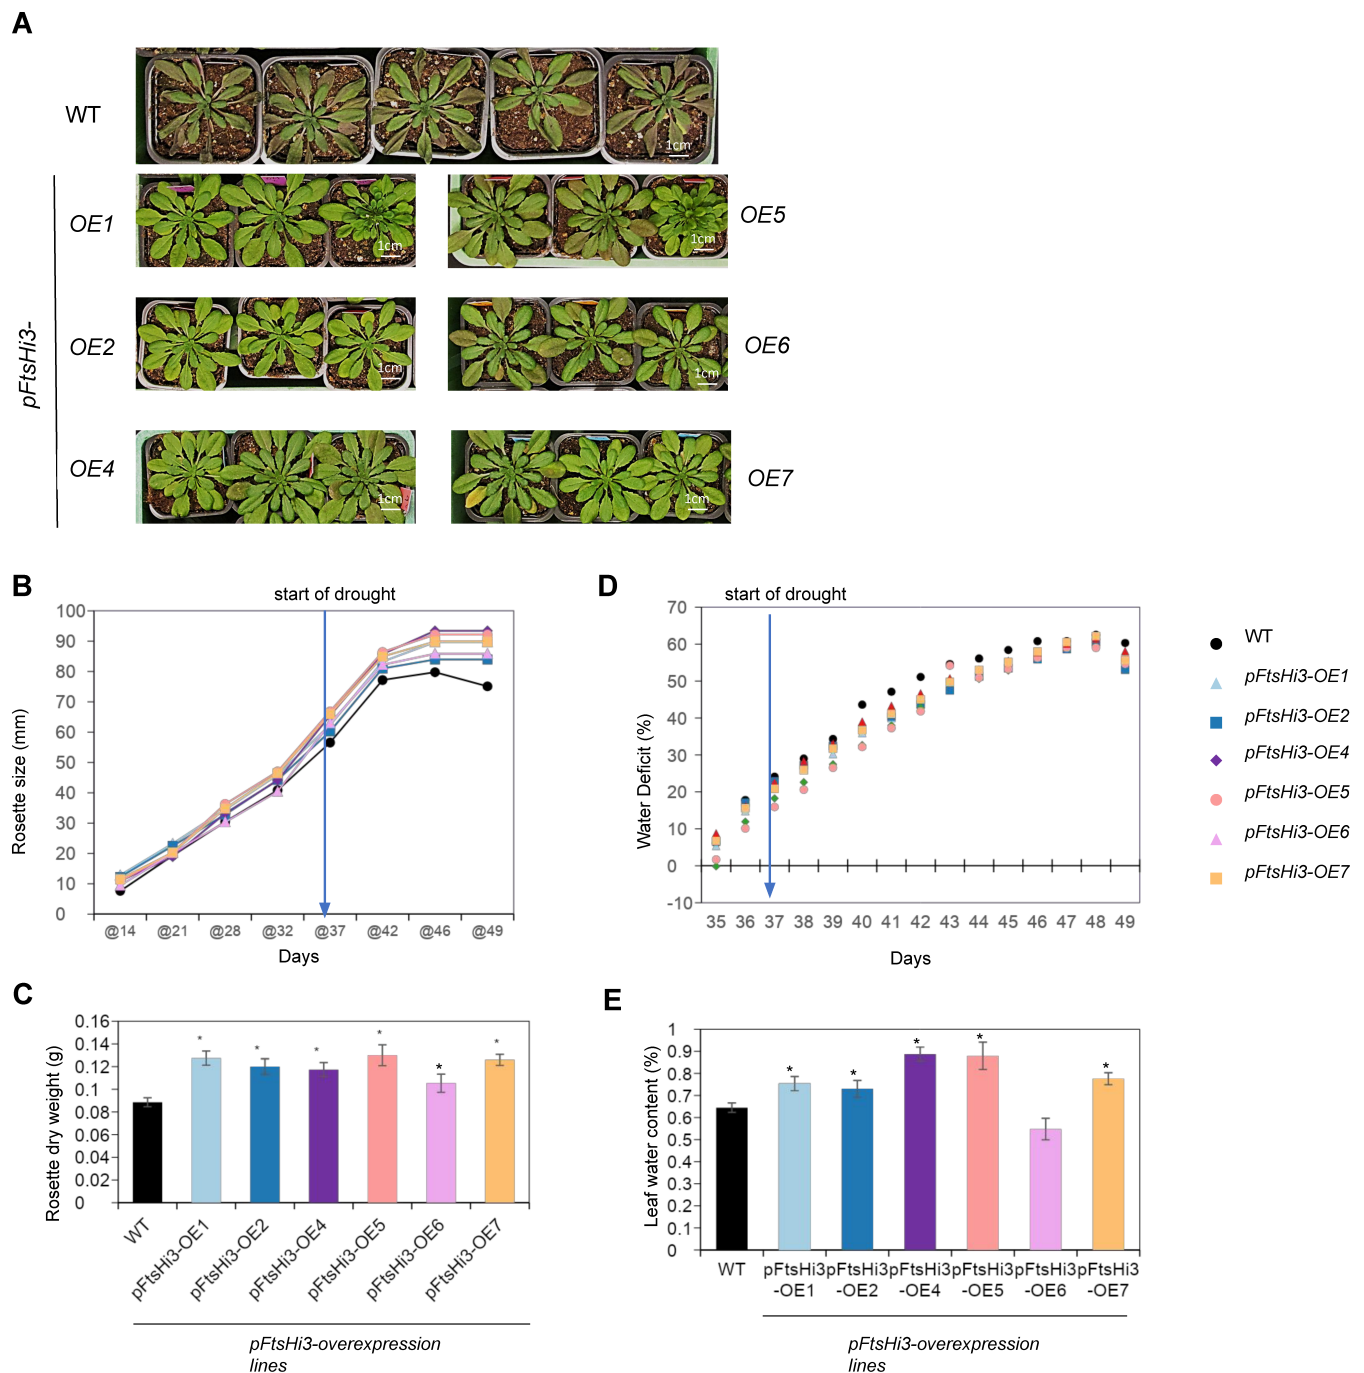 A
WT
1cm
pFtsHi3-
OE1
1cm
1cm
OE5
OE2
1cm
1cm
OE6
OE4
1cm
1cm
OE7
B
start of drought
Rosette size (mm)
100
90
80
70
60
50
40
30
20
10
0
@14 @21 @28 @32 @37 @42 @46 @49
Days
D
start of drought
Water Deficit (%)
70
60
50
40
30
20
10
0
-10
35 36 37 38 39 40 41 42 43 44 45 46 47 48 49
Days
WT
pFtsHi3-OE1
pFtsHi3-OE2
pFtsHi3-OE4
pFtsHi3-OE5
pFtsHi3-OE6
pFtsHi3-OE7
C
Rosette dry weight (g)
0.16
0.14
0.12
0.1
0.08
0.06
0.04
0.02
0
* * * * * *
WT pFtsHi3-OE1 pFtsHi3-OE2 pFtsHi3-OE4 pFtsHi3-OE5 pFtsHi3-OE6 pFtsHi3-OE7
pFtsHi3-overexpression
lines
E
Leaf water content (%)
1
0.9
0.8
0.7
0.6
0.5
0.4
0.3
0.2
0.1
0
* * * * *
WT pFtsHi3 pFtsHi3 pFtsHi3 pFtsHi3 pFtsHi3 pFtsHi3
-OE1 -OE2 -OE4 -OE5 -OE6 -OE7
pFtsHi3-overexpression
lines